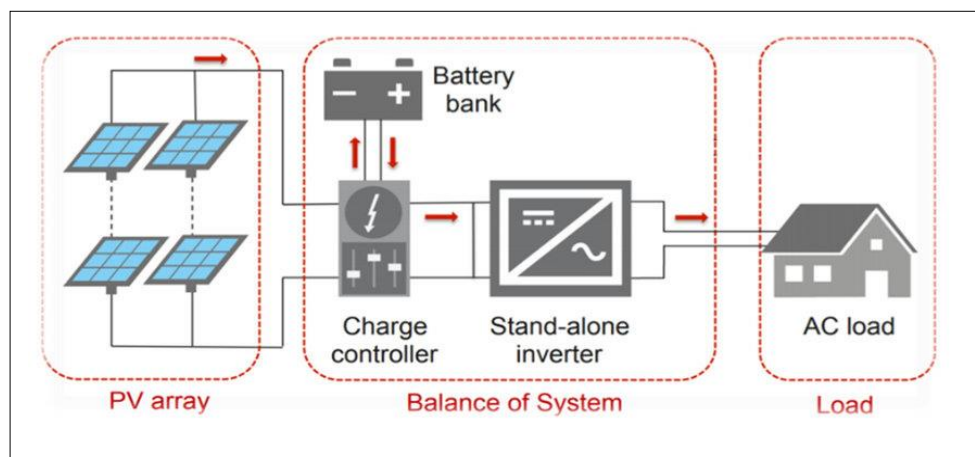 Battery
bank
Charge
controller
Stand-alone
inverter
AC load
PV array
Balance of System
Load